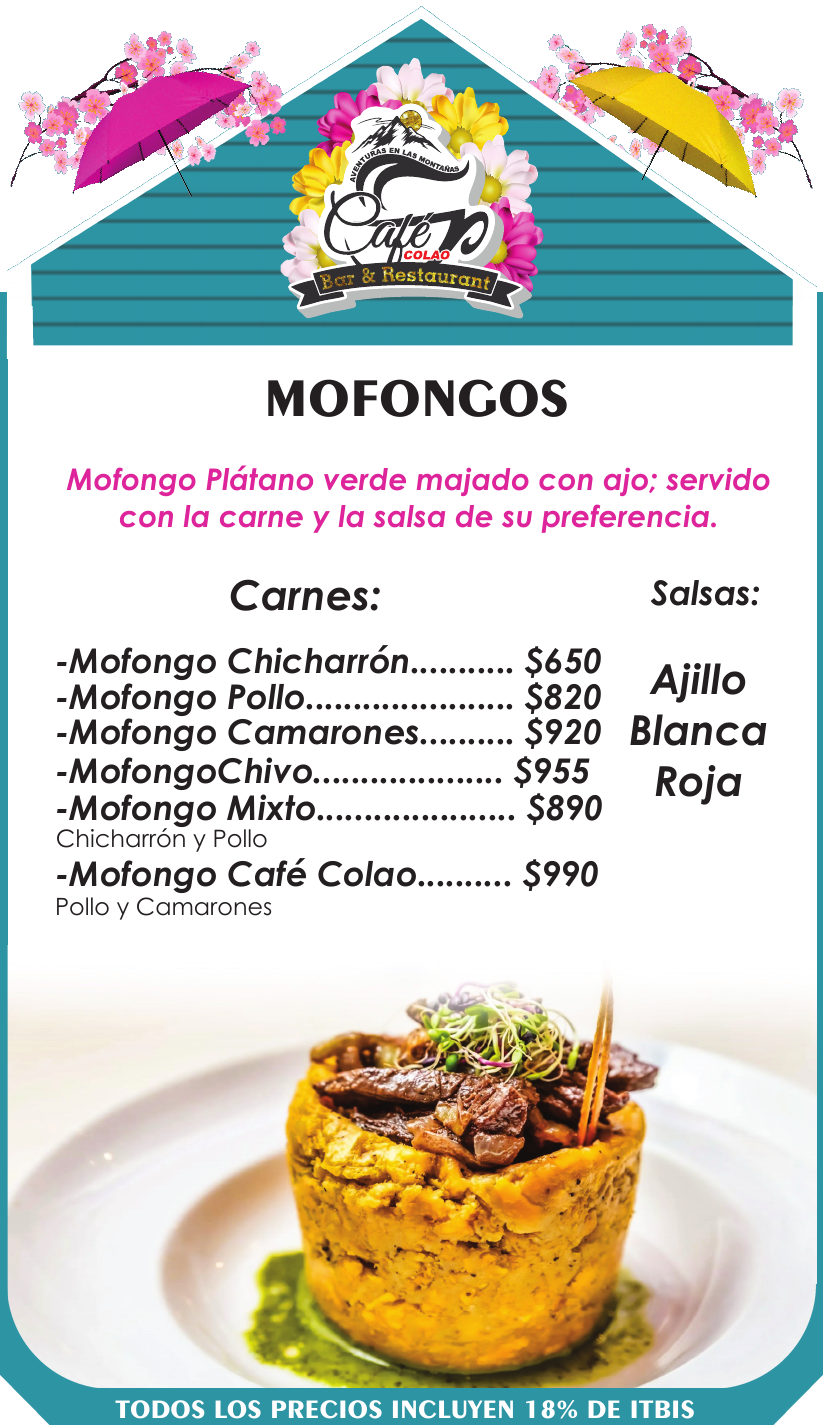 AVENTURAS EN LAS MONTAÑAS
Café
COLAO
Bar & Restaurant
MOFONGOS
Mofongo Plátano verde majado con ajo; servido
con la carne y la salsa de su preferencia.
Carnes:
-Mofongo Chicharrón........... $650
-Mofongo Pollo...................... $820
-Mofongo Camarones.......... $920
-MofongoChivo.................... $955
-Mofongo Mixto..................... $890
Chicharrón y Pollo
-Mofongo Café Colao.......... $990
Pollo y Camarones
Salsas:
Ajillo
Blanca
Roja
TODOS LOS PRECIOS INCLUYEN 18% DE ITBIS